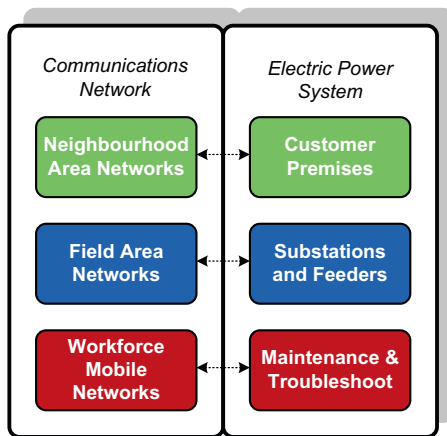 Communications
Network
Electric Power
System
Neighbourhood
Area Networks
Customer
Premises
Field Area
Networks
Substations
and Feeders
Workforce
Mobile
Networks
Maintenance &
Troubleshoot